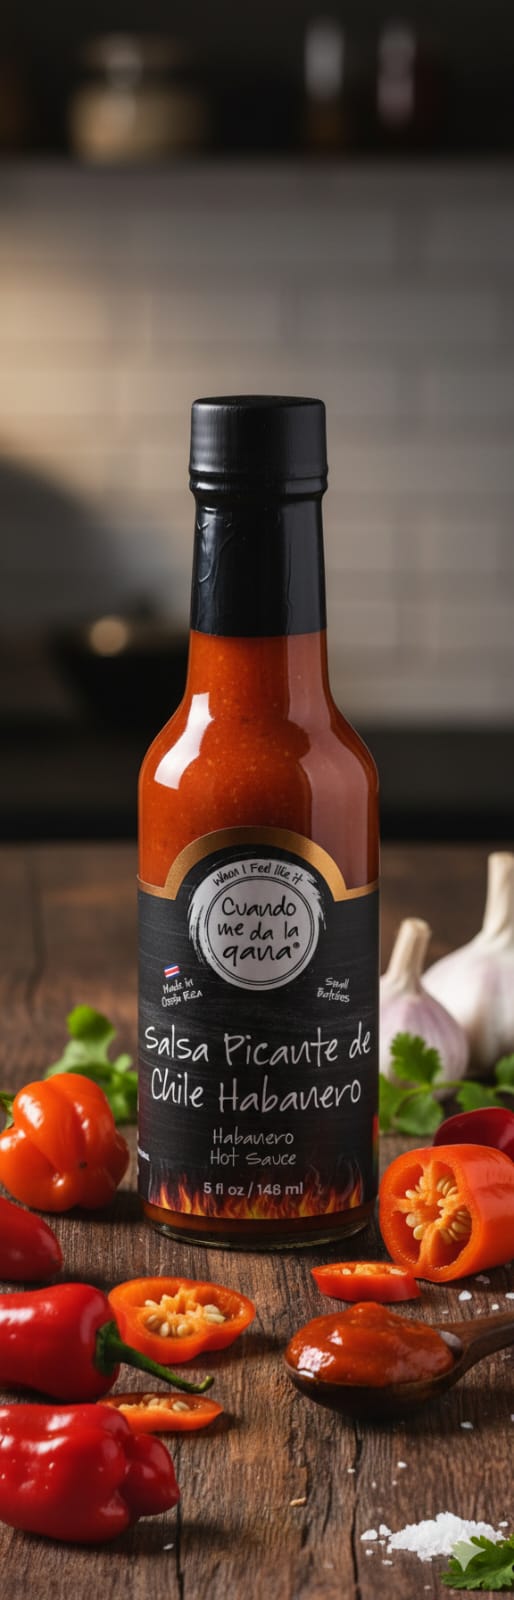 When I Feel like it
Cuando
me da la
gana®
Made in
Costa Rica
Small
Batches
Salsa Picante de
Chile Habanero
Habanero
Hot Sauce
5 fl oz / 148 ml